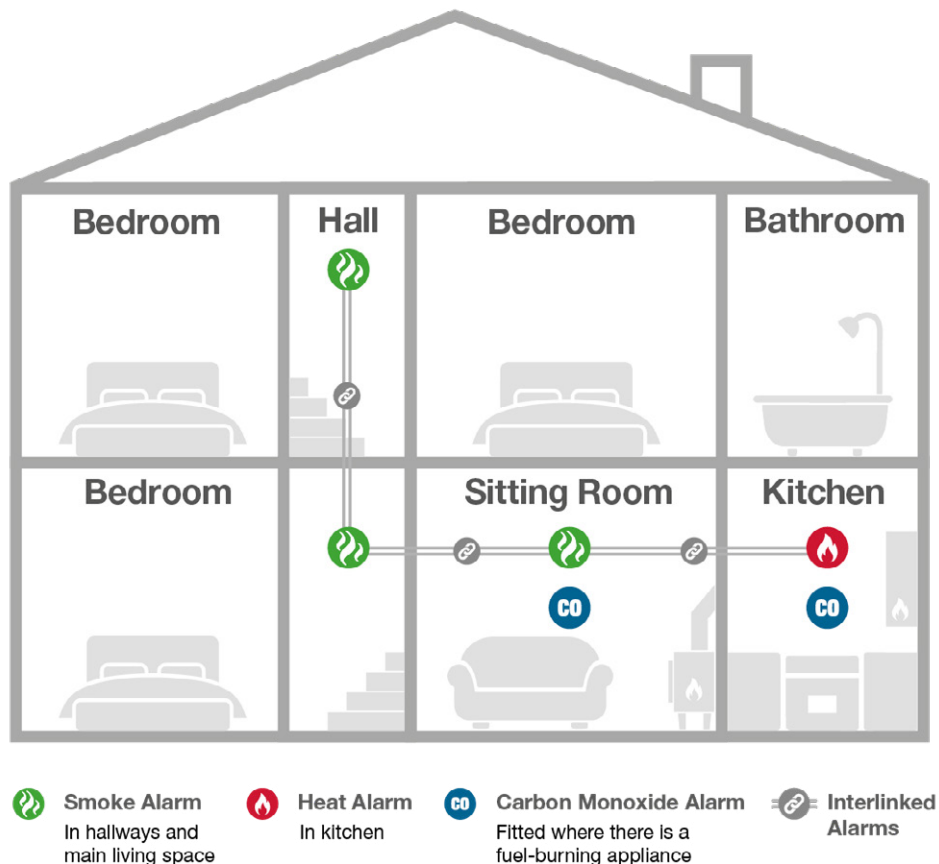 Bedroom
Hall
Bedroom
Bathroom
Bedroom
Sitting Room
Kitchen
CO
CO
Smoke Alarm
In hallways and
main living space
Heat Alarm
In kitchen
CO
Carbon Monoxide Alarm
Fitted where there is a
fuel-burning appliance
Interlinked
Alarms